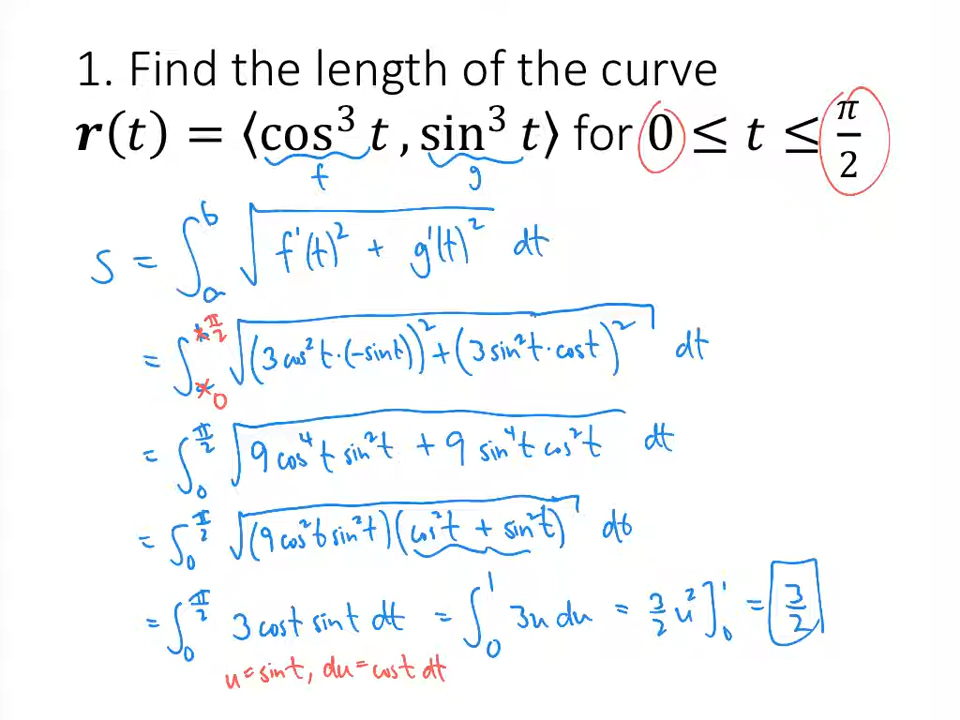 1. Find the length of the curve
r(t) = ⟨cos³ t , sin³ t⟩ for 0 ≤ t ≤ π/2
f g
S = ∫_a^b √(f'(t)² + g'(t)²) dt
= ∫_0^{π/2} √((3cos²t·(-sint))² + (3sin²t·cost)²) dt
= ∫_0^{π/2} √(9cos⁴t sin²t + 9 sin⁴t cos²t) dt
= ∫_0^{π/2} √((9cos²t sin²t)(cos²t + sin²t)) dt
= ∫_0^{π/2} 3 cost sint dt = ∫_0^1 3u du = 3/2 u²]_0^1 = 3/2
u=sint, du=cost dt